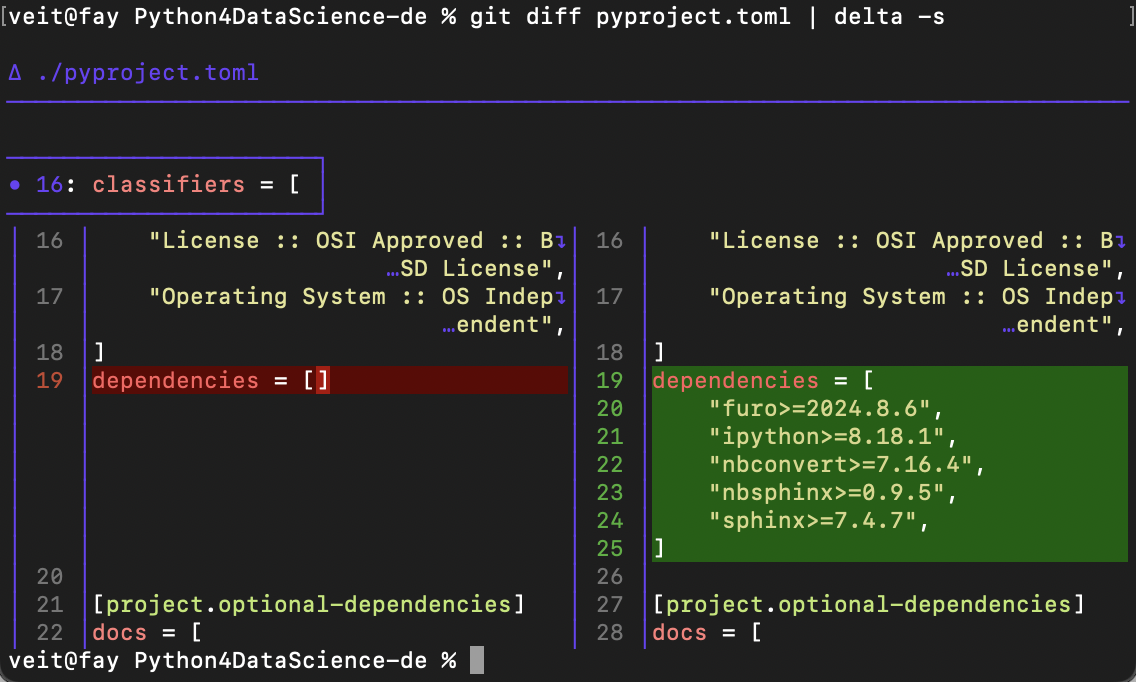 [veit@fay Python4DataScience-de % git diff pyproject.toml | delta -s ]
Δ ./pyproject.toml
• 16: classifiers = [
│ 16 │    "License :: OSI Approved :: B↴│ 16 │    "License :: OSI Approved :: B↴
…SD License", …SD License",
│ 17 │    "Operating System :: OS Indep↴│ 17 │    "Operating System :: OS Indep↴
…endent", …endent",
│ 18 │] │ 18 │]
│ 19 │dependencies = [] │ 19 │dependencies = [
│ 20 │    "furo>=2024.8.6",
│ 21 │    "ipython>=8.18.1",
│ 22 │    "nbconvert>=7.16.4",
│ 23 │    "nbsphinx>=0.9.5",
│ 24 │    "sphinx>=7.4.7",
│ 25 │]
│ 20 │ │ 26 │
│ 21 │[project.optional-dependencies] │ 27 │[project.optional-dependencies]
│ 22 │docs = [ │ 28 │docs = [
veit@fay Python4DataScience-de %